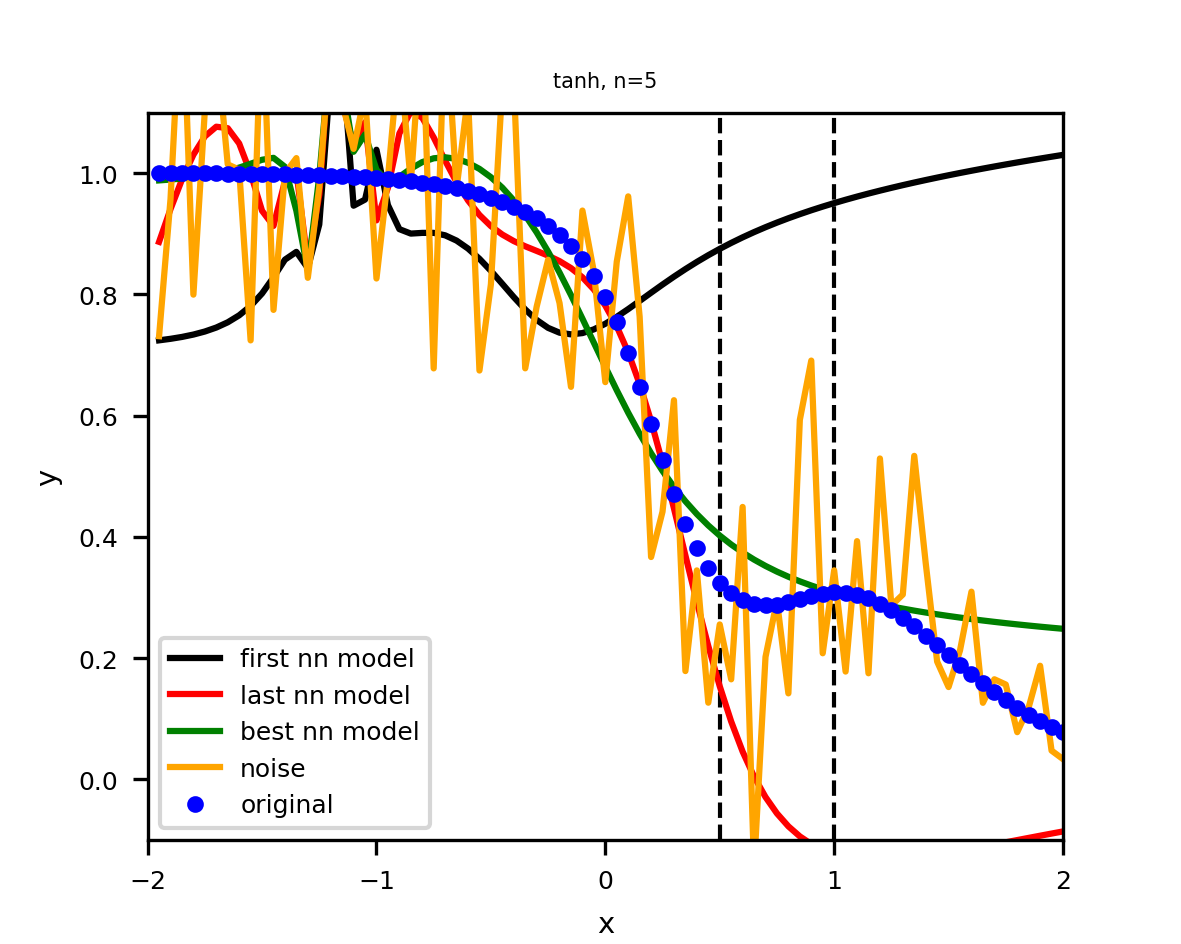 tanh, n=5
y
1.0
0.8
0.6
0.4
0.2
0.0
first nn model
last nn model
best nn model
noise
original
−2
−1
0
1
2
x